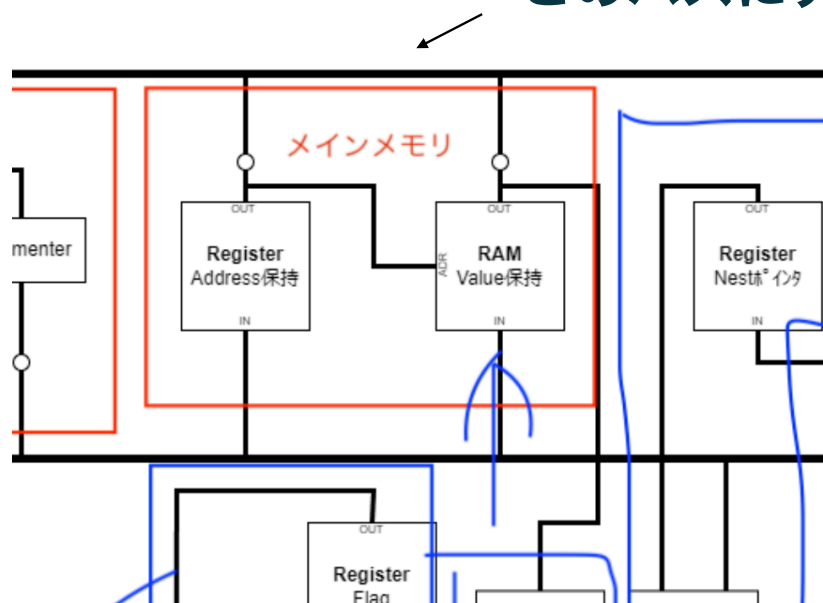 メインメモリ
OUT
OUT
OUT
menter
Register
Address保持
ADR
RAM
Value保持
Register
Nestﾎﾟｲﾝﾀ
IN
IN
IN
OUT
Register
Flag